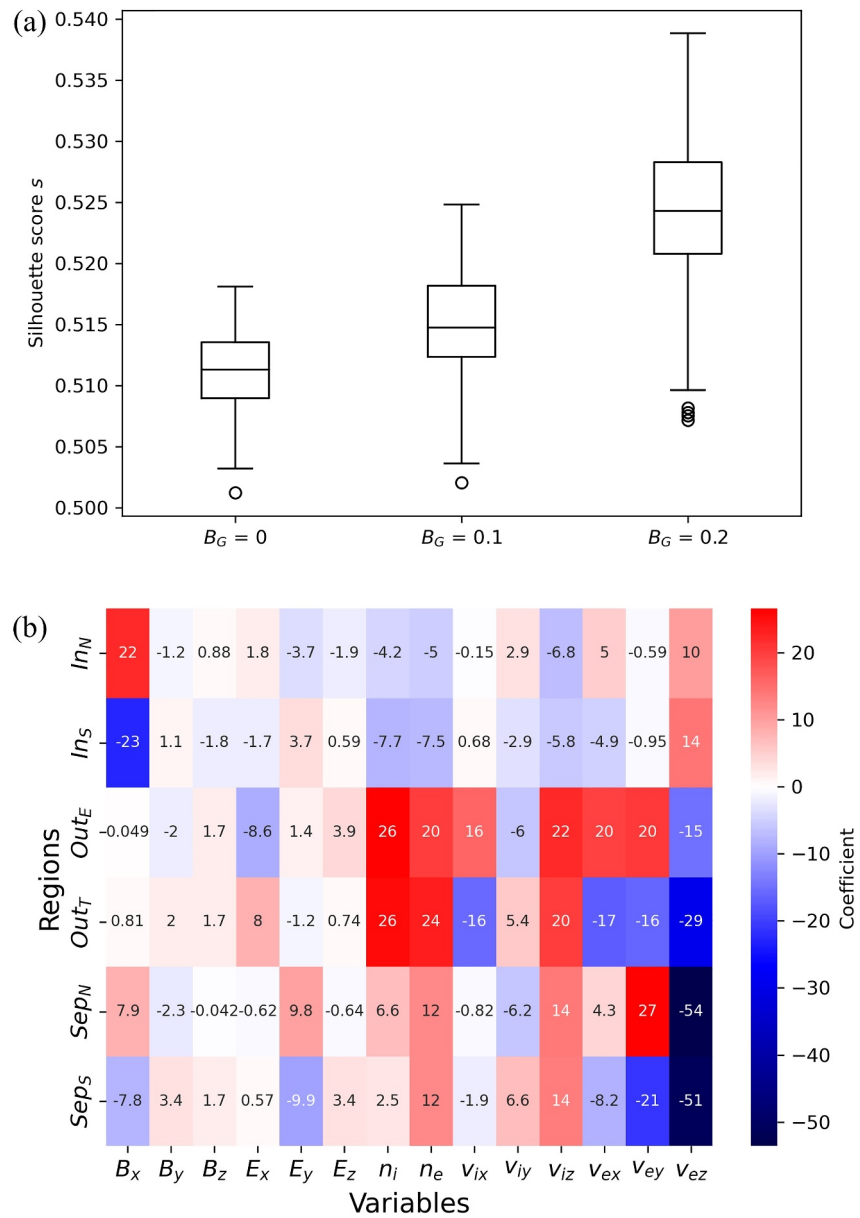 (a)
0.540
0.535
0.530
0.525
0.520
0.515
0.510
0.505
0.500
Silhouette score s
B_G = 0 B_G = 0.1 B_G = 0.2
(b)
Regions
In_N 22 -1.2 0.88 1.8 -3.7 -1.9 -4.2 -5 -0.15 2.9 -6.8 5 -0.59 10
In_S -23 1.1 -1.8 -1.7 3.7 0.59 -7.7 -7.5 0.68 -2.9 -5.8 -4.9 -0.95 14
Out_E -0.049 -2 1.7 -8.6 1.4 3.9 26 20 16 -6 22 20 20 -15
Out_T 0.81 2 1.7 8 -1.2 0.74 26 24 -16 5.4 20 -17 -16 -29
Sep_N 7.9 -2.3 -0.042 -0.62 9.8 -0.64 6.6 12 -0.82 -6.2 14 4.3 27 -54
Sep_S -7.8 3.4 1.7 0.57 -9.9 3.4 2.5 12 -1.9 6.6 14 -8.2 -21 -51
B_x B_y B_z E_x E_y E_z n_i n_e v_ix v_iy v_iz v_ex v_ey v_ez
Variables
20
10
0
−10
−20
−30
−40
−50
Coefficient